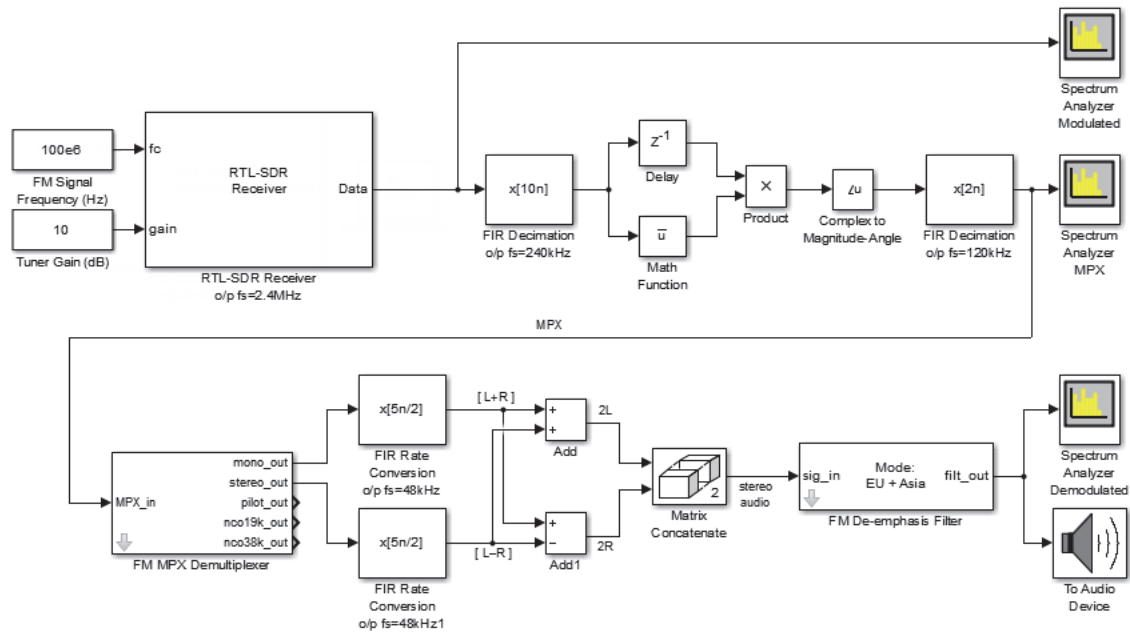 Spectrum
Analyzer
Modulated
100e6
FM Signal
Frequency (Hz)
10
Tuner Gain (dB)
fc
gain
RTL-SDR
Receiver
Data
RTL-SDR Receiver
o/p fs=2.4MHz
x[10n]
FIR Decimation
o/p fs=240kHz
Z-1
Delay
u
Math
Function
×
Product
∠u
Complex to
Magnitude-Angle
x[2n]
FIR Decimation
o/p fs=120kHz
Spectrum
Analyzer
MPX
MPX
MPX_in
mono_out
stereo_out
pilot_out
nco19k_out
nco38k_out
FM MPX Demultiplexer
x[5n/2]
FIR Rate
Conversion
o/p fs=48kHz
x[5n/2]
FIR Rate
Conversion
o/p fs=48kHz1
[ L+R ]
[ L–R ]
+
+
Add
+
−
Add1
2L
2R
2
Matrix
Concatenate
stereo
audio
sig_in
Mode:
EU + Asia
filt_out
FM De-emphasis Filter
Spectrum
Analyzer
Demodulated
To Audio
Device